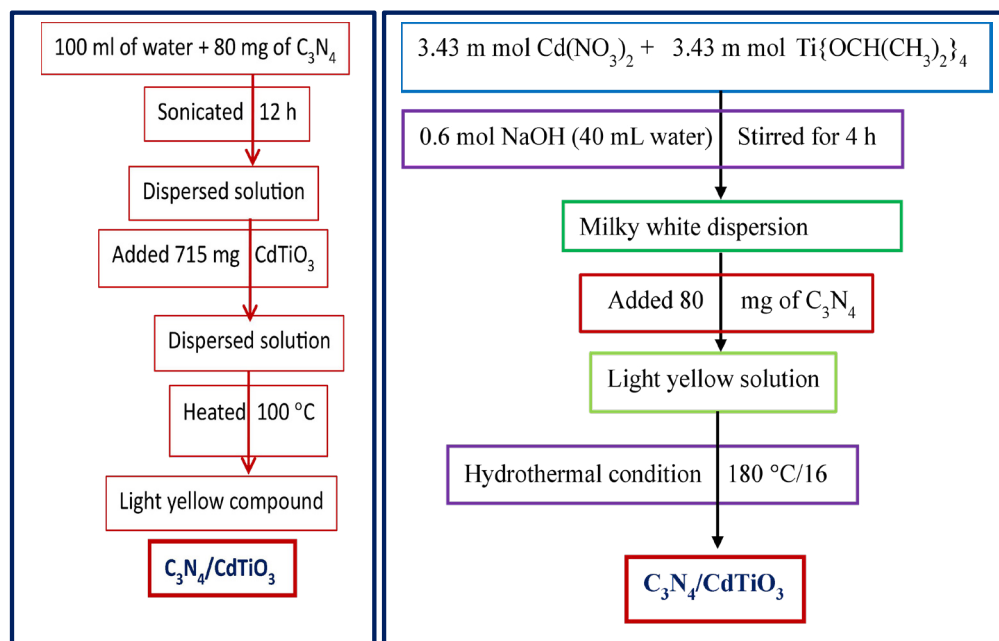 100 ml of water + 80 mg of C₃N₄
Sonicated 12 h
Dispersed solution
Added 715 mg CdTiO₃
Dispersed solution
Heated 100 °C
Light yellow compound
C₃N₄/CdTiO₃
3.43 m mol Cd(NO₃)₂ + 3.43 m mol Ti{OCH(CH₃)₂}₄
0.6 mol NaOH (40 mL water) Stirred for 4 h
Milky white dispersion
Added 80 mg of C₃N₄
Light yellow solution
Hydrothermal condition 180 °C/16
C₃N₄/CdTiO₃